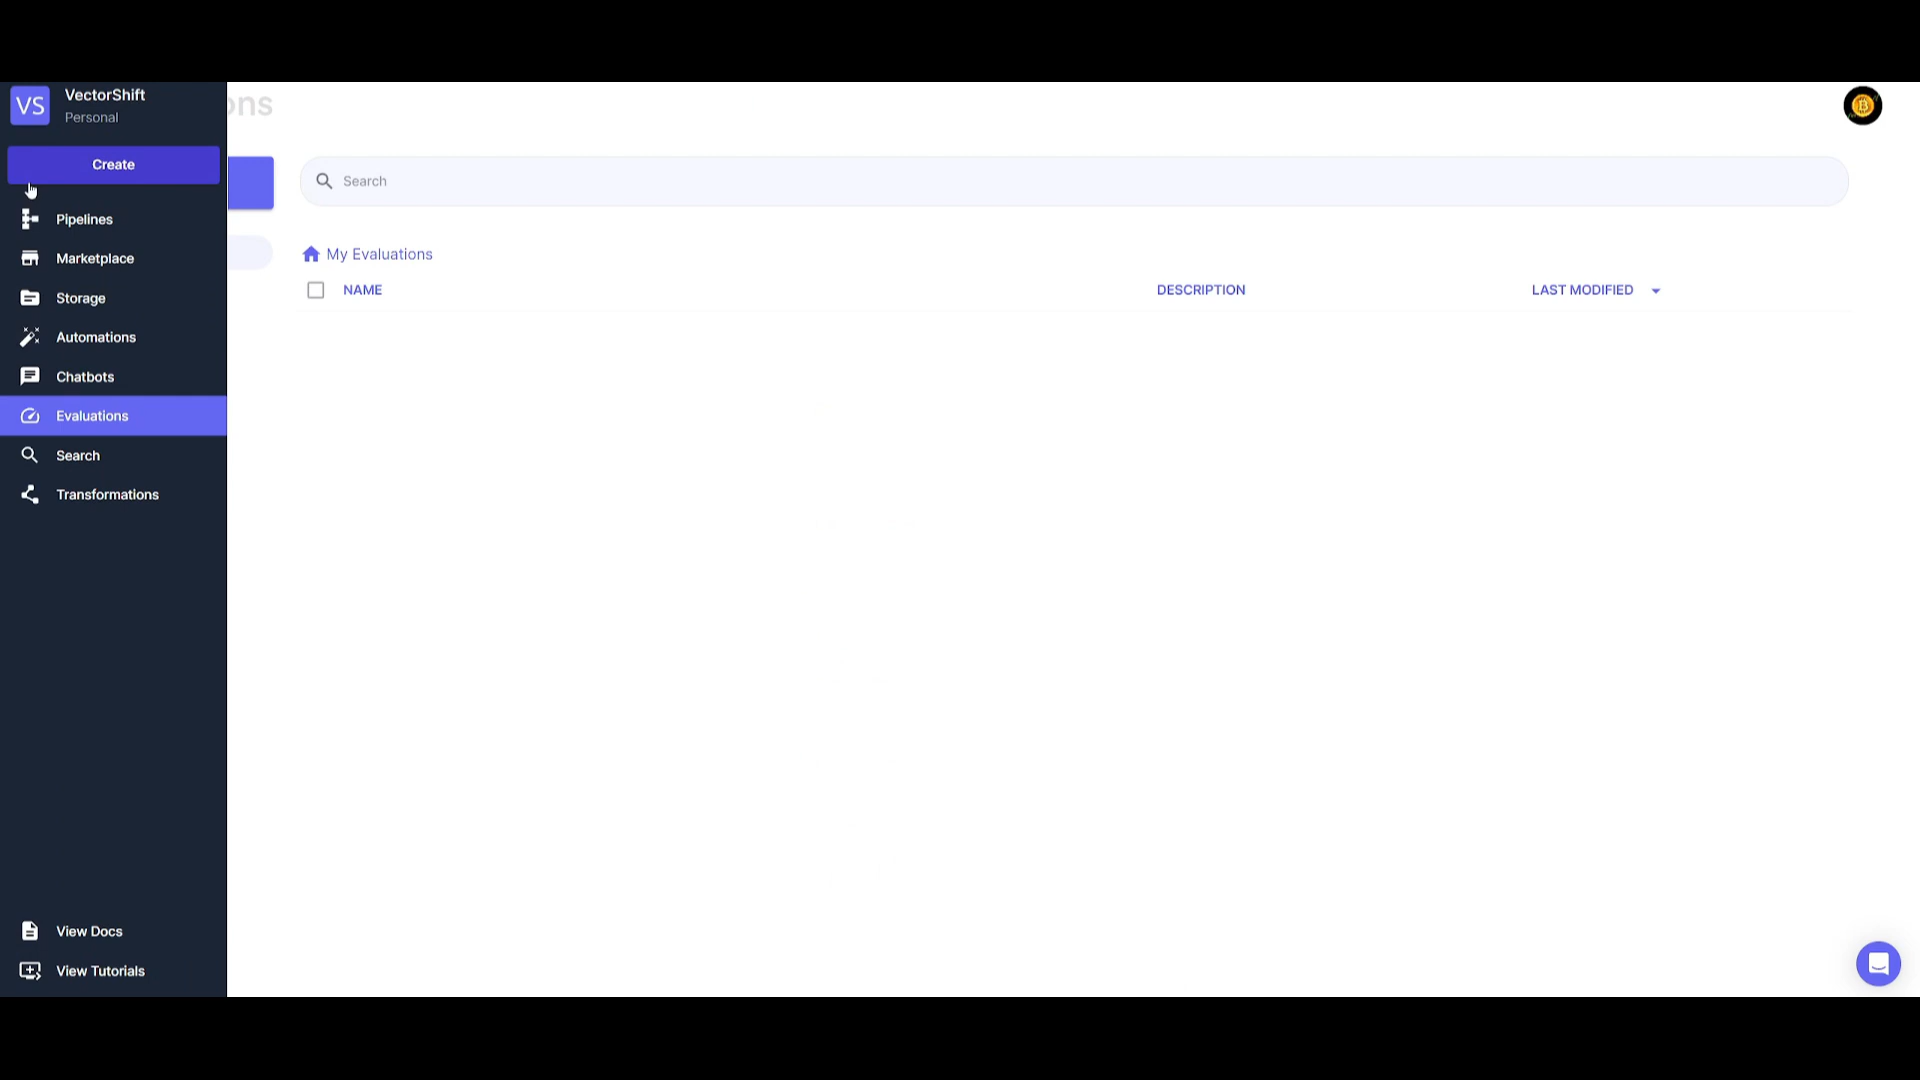 VS
VectorShift
Personal
Create
Pipelines
Marketplace
Storage
Automations
Chatbots
Evaluations
Search
Transformations
View Docs
View Tutorials
ons
Search
My Evaluations
NAME DESCRIPTION LAST MODIFIED